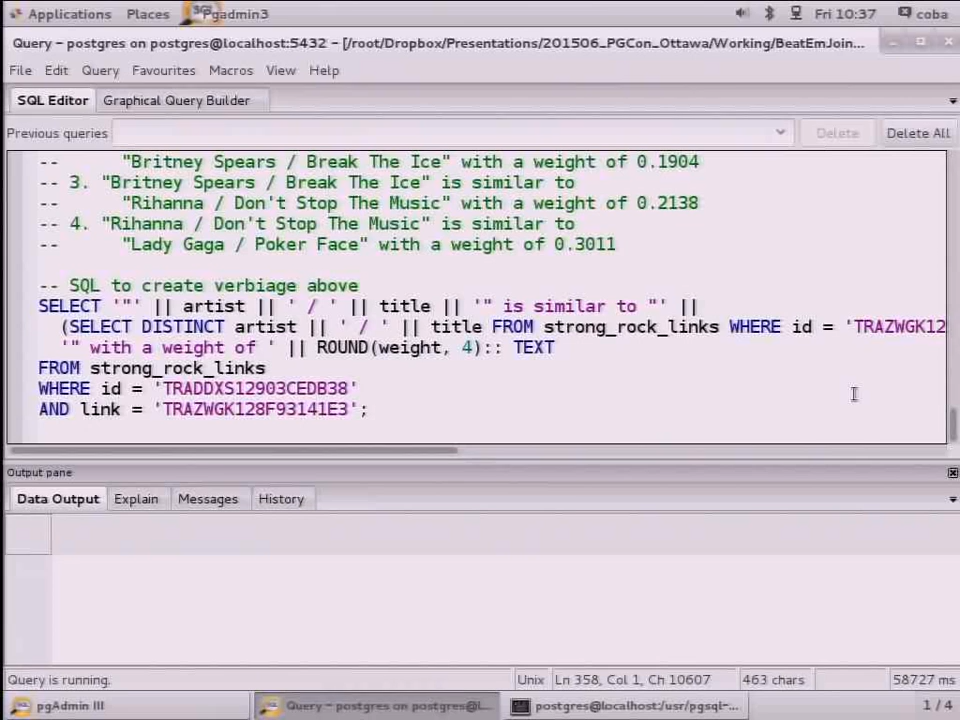 Applications Places Pgadmin3 Fri 10:37 coba
Query - postgres on postgres@localhost:5432 - [/root/Dropbox/Presentations/201506_PGCon_Ottawa/Working/BeatEmJoin...
File Edit Query Favourites Macros View Help
SQL Editor Graphical Query Builder
Previous queries Delete Delete All
-- "Britney Spears / Break The Ice" with a weight of 0.1904
-- 3. "Britney Spears / Break The Ice" is similar to
-- "Rihanna / Don't Stop The Music" with a weight of 0.2138
-- 4. "Rihanna / Don't Stop The Music" is similar to
-- "Lady Gaga / Poker Face" with a weight of 0.3011
-- SQL to create verbiage above
SELECT '"' || artist || ' / ' || title || '" is similar to "' ||
(SELECT DISTINCT artist || ' / ' || title FROM strong_rock_links WHERE id = 'TRAZWGK12
'" with a weight of ' || ROUND(weight, 4):: TEXT
FROM strong_rock_links
WHERE id = 'TRADDXS12903CEDB38'
AND link = 'TRAZWGK128F93141E3';
Output pane
Data Output Explain Messages History
Query is running. Unix Ln 358, Col 1, Ch 10607 463 chars 58727 ms
pgAdmin III Query - postgres on postgres@l... postgres@localhost:/usr/pgsql-... 1 / 4